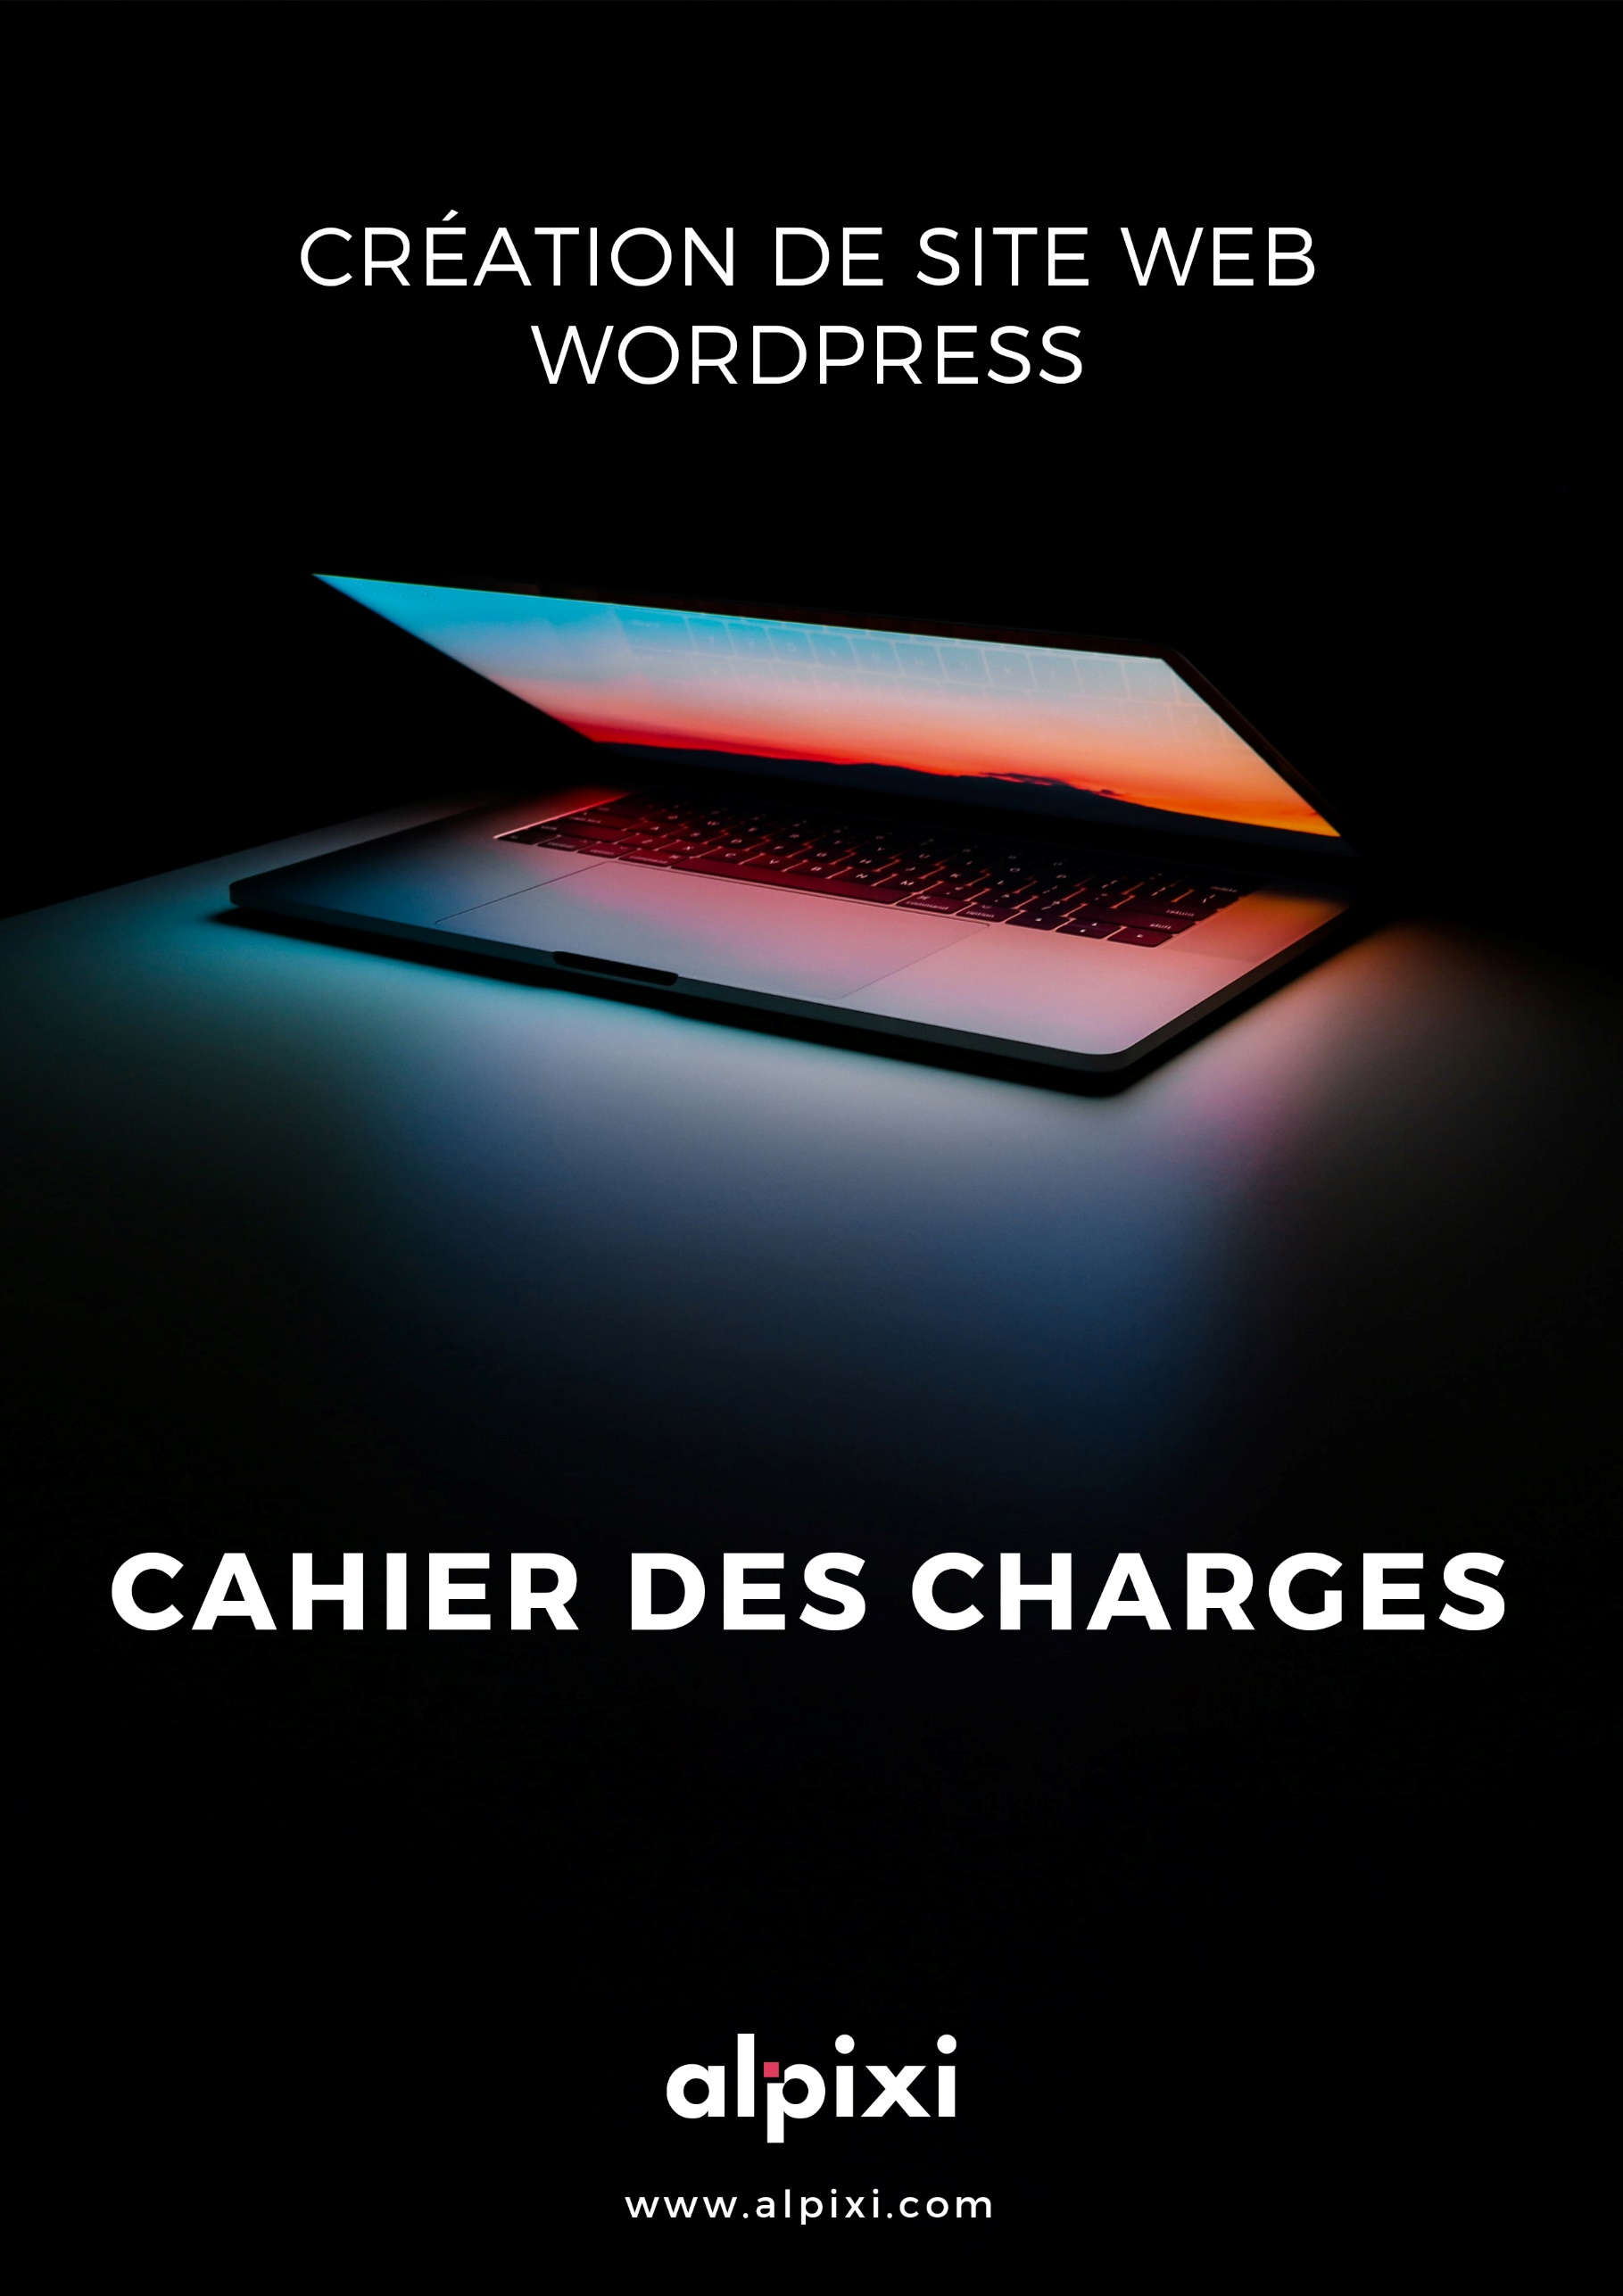 CRÉATION DE SITE WEB
WORDPRESS
CAHIER DES CHARGES
alpixi
www.alpixi.com